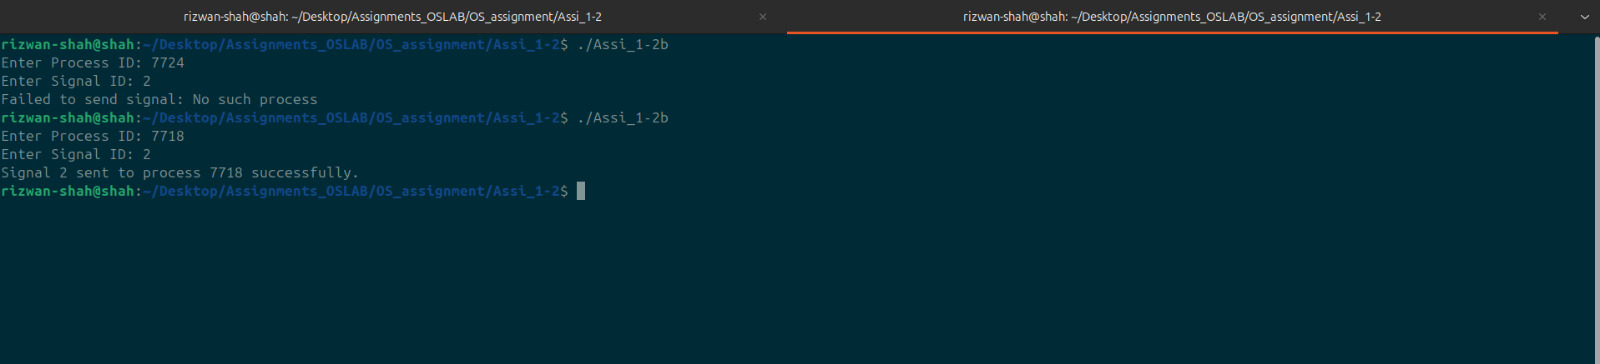 rizwan-shah@shah: ~/Desktop/Assignments_OSLAB/OS_assignment/Assi_1-2
rizwan-shah@shah: ~/Desktop/Assignments_OSLAB/OS_assignment/Assi_1-2
rizwan-shah@shah:~/Desktop/Assignments_OSLAB/OS_assignment/Assi_1-2$ ./Assi_1-2b
Enter Process ID: 7724
Enter Signal ID: 2
Failed to send signal: No such process
rizwan-shah@shah:~/Desktop/Assignments_OSLAB/OS_assignment/Assi_1-2$ ./Assi_1-2b
Enter Process ID: 7718
Enter Signal ID: 2
Signal 2 sent to process 7718 successfully.
rizwan-shah@shah:~/Desktop/Assignments_OSLAB/OS_assignment/Assi_1-2$